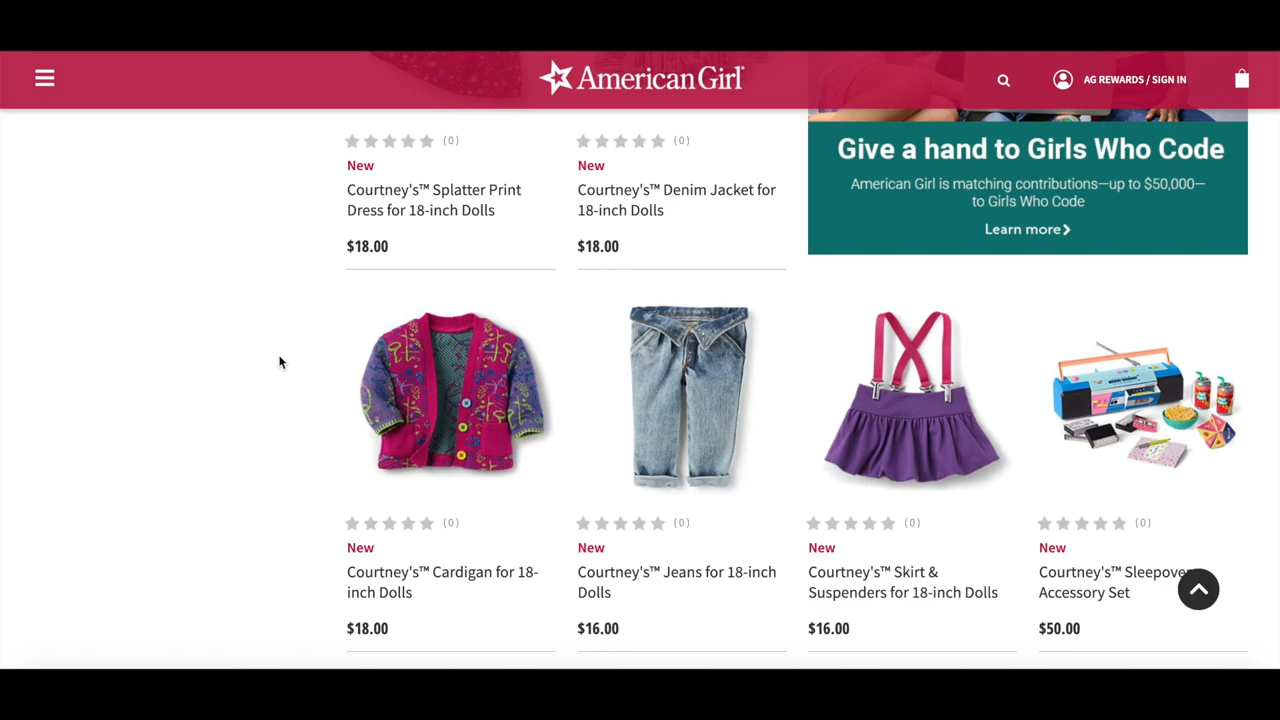 American Girl
AG REWARDS / SIGN IN
(0)
New
Courtney's™ Splatter Print
Dress for 18-inch Dolls
$18.00
(0)
New
Courtney's™ Denim Jacket for
18-inch Dolls
$18.00
Give a hand to Girls Who Code
American Girl is matching contributions—up to $50,000—
to Girls Who Code
Learn more
(0)
New
Courtney's™ Cardigan for 18-
inch Dolls
$18.00
(0)
New
Courtney's™ Jeans for 18-inch
Dolls
$16.00
(0)
New
Courtney's™ Skirt &
Suspenders for 18-inch Dolls
$16.00
(0)
New
Courtney's™ Sleepover
Accessory Set
$50.00